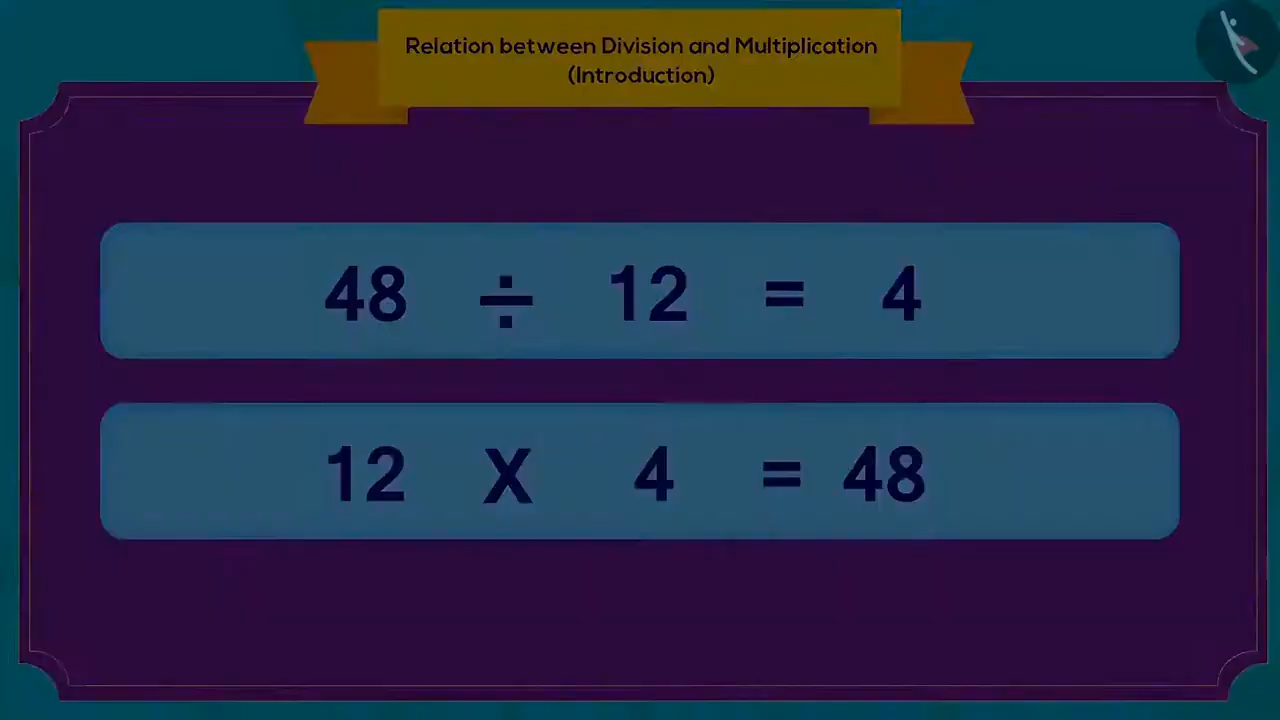 Relation between Division and Multiplication
(Introduction)
48 ÷ 12 = 4
12 X 4 = 48